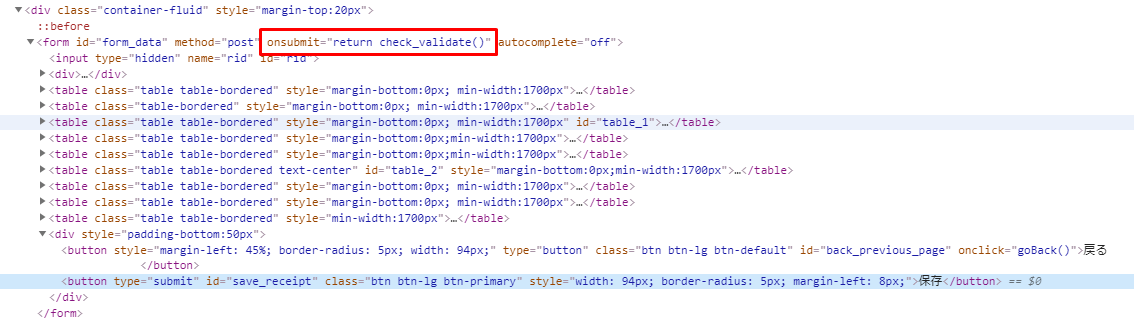 ▼<div class="container-fluid" style="margin-top:20px">
::before
▼<form id="form_data" method="post" onsubmit="return check_validate()" autocomplete="off">
<input type="hidden" name="rid" id="rid">
▶<div>…</div>
▶<table class="table table-bordered" style="margin-bottom:0px; min-width:1700px">…</table>
▶<table class="table-bordered" style="margin-bottom:0px; min-width:1700px">…</table>
▶<table class="table table-bordered" style="margin-bottom:0px; min-width:1700px" id="table_1">…</table>
▶<table class="table table-bordered" style="margin-bottom:0px;min-width:1700px">…</table>
▶<table class="table table-bordered" style="margin-bottom:0px;min-width:1700px">…</table>
▶<table class="table table-bordered text-center" id="table_2" style="margin-bottom:0px;min-width:1700px">…</table>
▶<table class="table table-bordered" style="margin-bottom:0px; min-width:1700px">…</table>
▶<table class="table table-bordered" style="margin-bottom:0px; min-width:1700px">…</table>
▶<table class="table table-bordered" style="min-width:1700px">…</table>
▼<div style="padding-bottom:50px">
<button style="margin-left: 45%; border-radius: 5px; width: 94px;" type="button" class="btn btn-lg btn-default" id="back_previous_page" onclick="goBack()">戻る
</button>
<button type="submit" id="save_receipt" class="btn btn-lg btn-primary" style="width: 94px; border-radius: 5px; margin-left: 8px;">保存</button> == $0
</div>
</form>